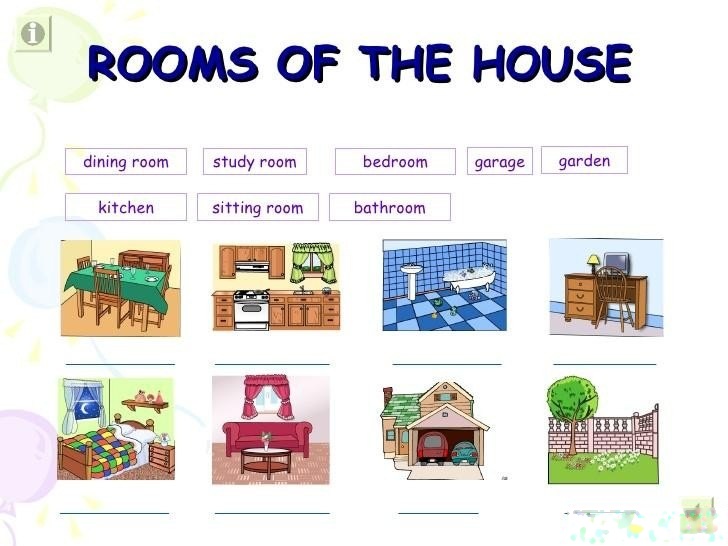 ROOMS OF THE HOUSE
dining room study room bedroom garage garden
kitchen sitting room bathroom